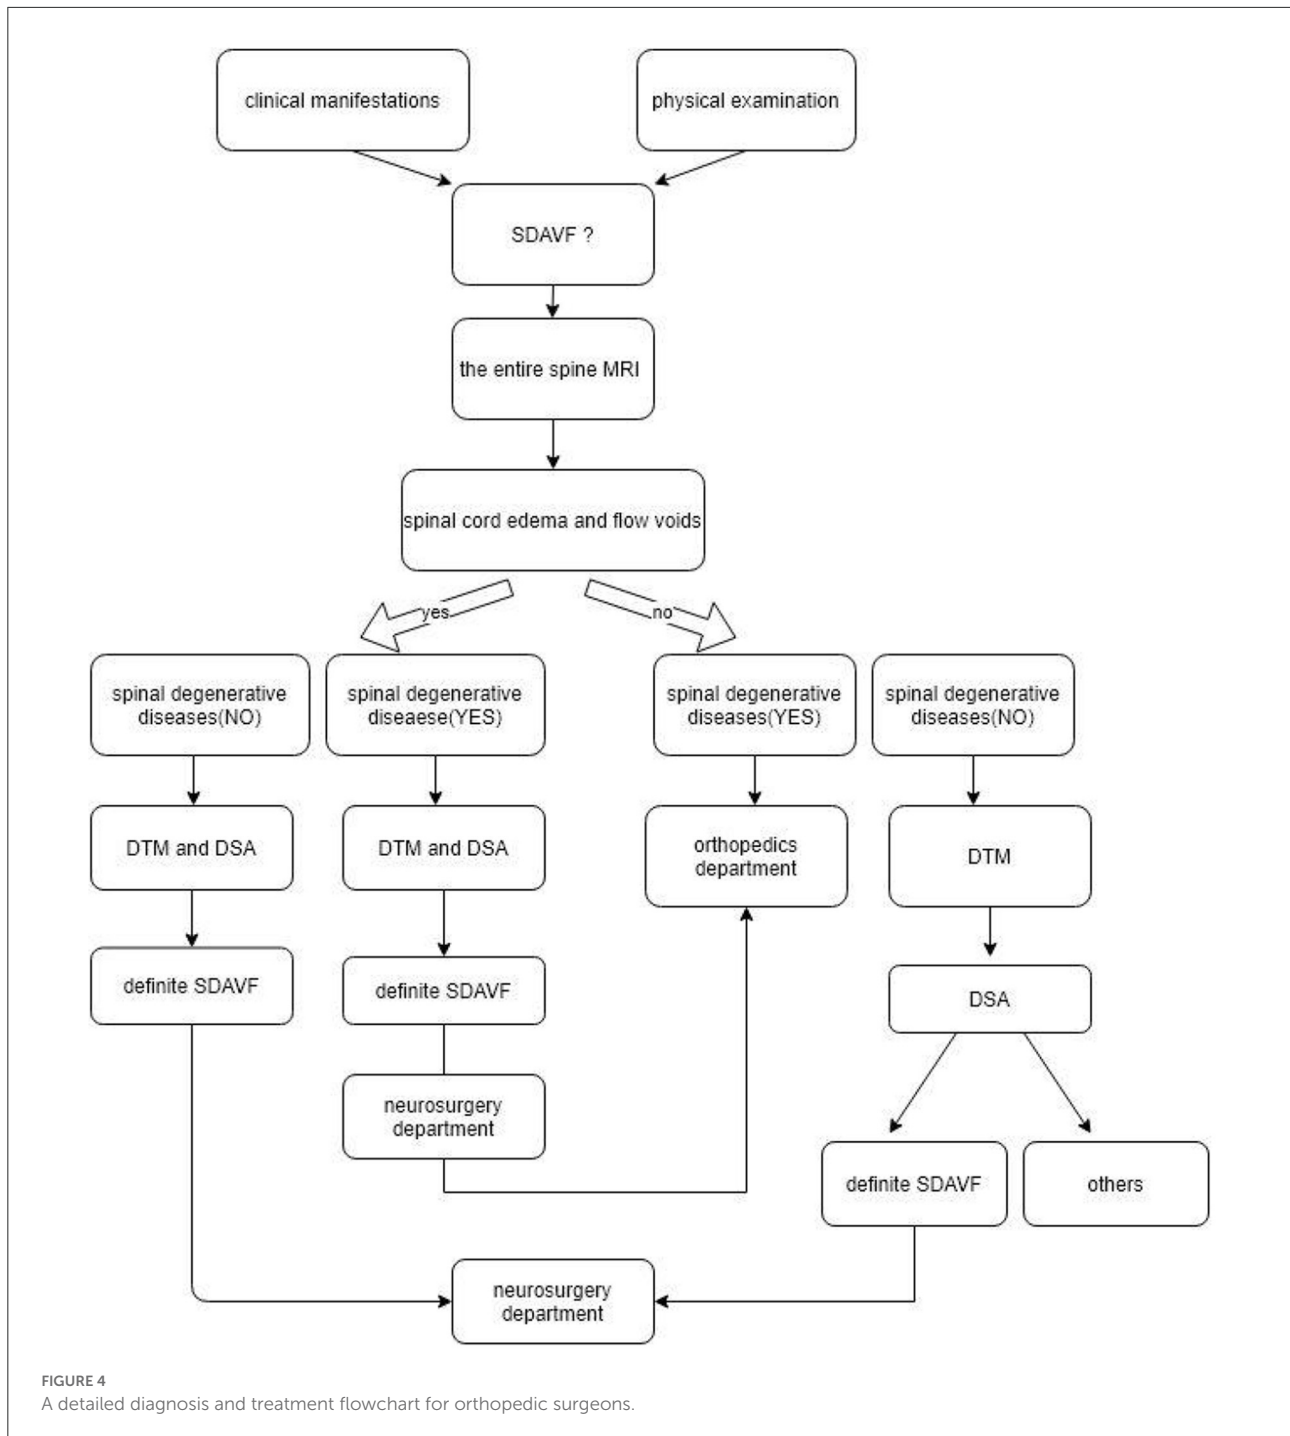 clinical manifestations
physical examination
SDAVF ?
the entire spine MRI
spinal cord edema and flow voids
yes
no
spinal degenerative
diseases(NO)
spinal degenerative
diseaese(YES)
spinal degenerative
diseases(YES)
spinal degenerative
diseases(NO)
DTM and DSA
DTM and DSA
orthopedics
department
DTM
definite SDAVF
definite SDAVF
DSA
neurosurgery
department
definite SDAVF
others
neurosurgery
department
FIGURE 4
A detailed diagnosis and treatment flowchart for orthopedic surgeons.